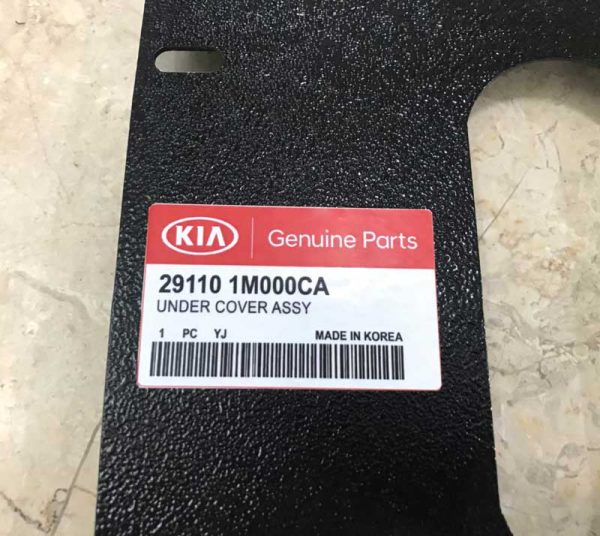 KIA Genuine Parts
29110 1M000CA
UNDER COVER ASSY
1 PC YJ MADE IN KOREA